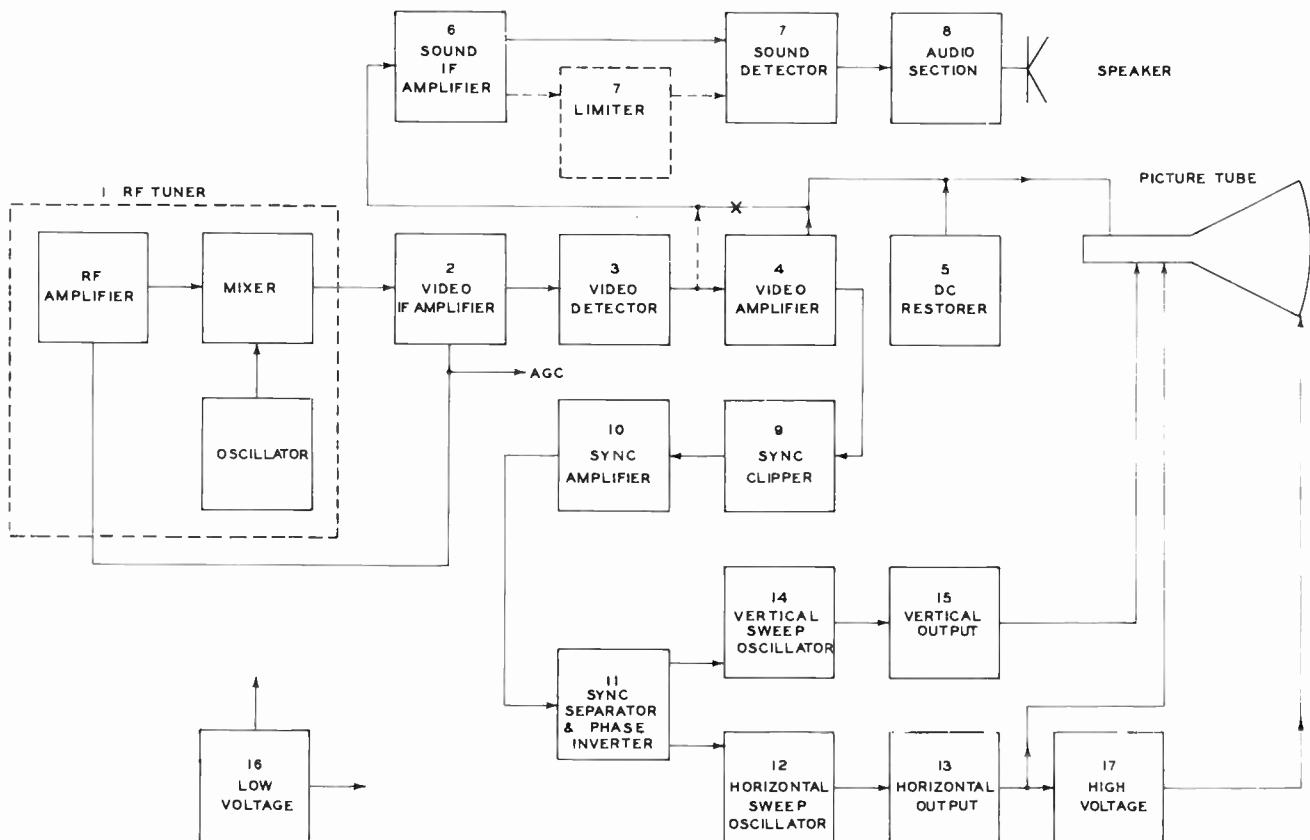 6
SOUND
IF
AMPLIFIER
7
LIMITER
7
SOUND
DETECTOR
8
AUDIO
SECTION
SPEAKER
1 RF TUNER
RF
AMPLIFIER
MIXER
OSCILLATOR
2
VIDEO
IF AMPLIFIER
3
VIDEO
DETECTOR
X
4
VIDEO
AMPLIFIER
5
DC
RESTORER
PICTURE TUBE
AGC
10
SYNC
AMPLIFIER
9
SYNC
CLIPPER
14
VERTICAL
SWEEP
OSCILLATOR
15
VERTICAL
OUTPUT
11
SYNC
SEPARATOR
& PHASE
INVERTER
16
LOW
VOLTAGE
12
HORIZONTAL
SWEEP
OSCILLATOR
13
HORIZONTAL
OUTPUT
17
HIGH
VOLTAGE